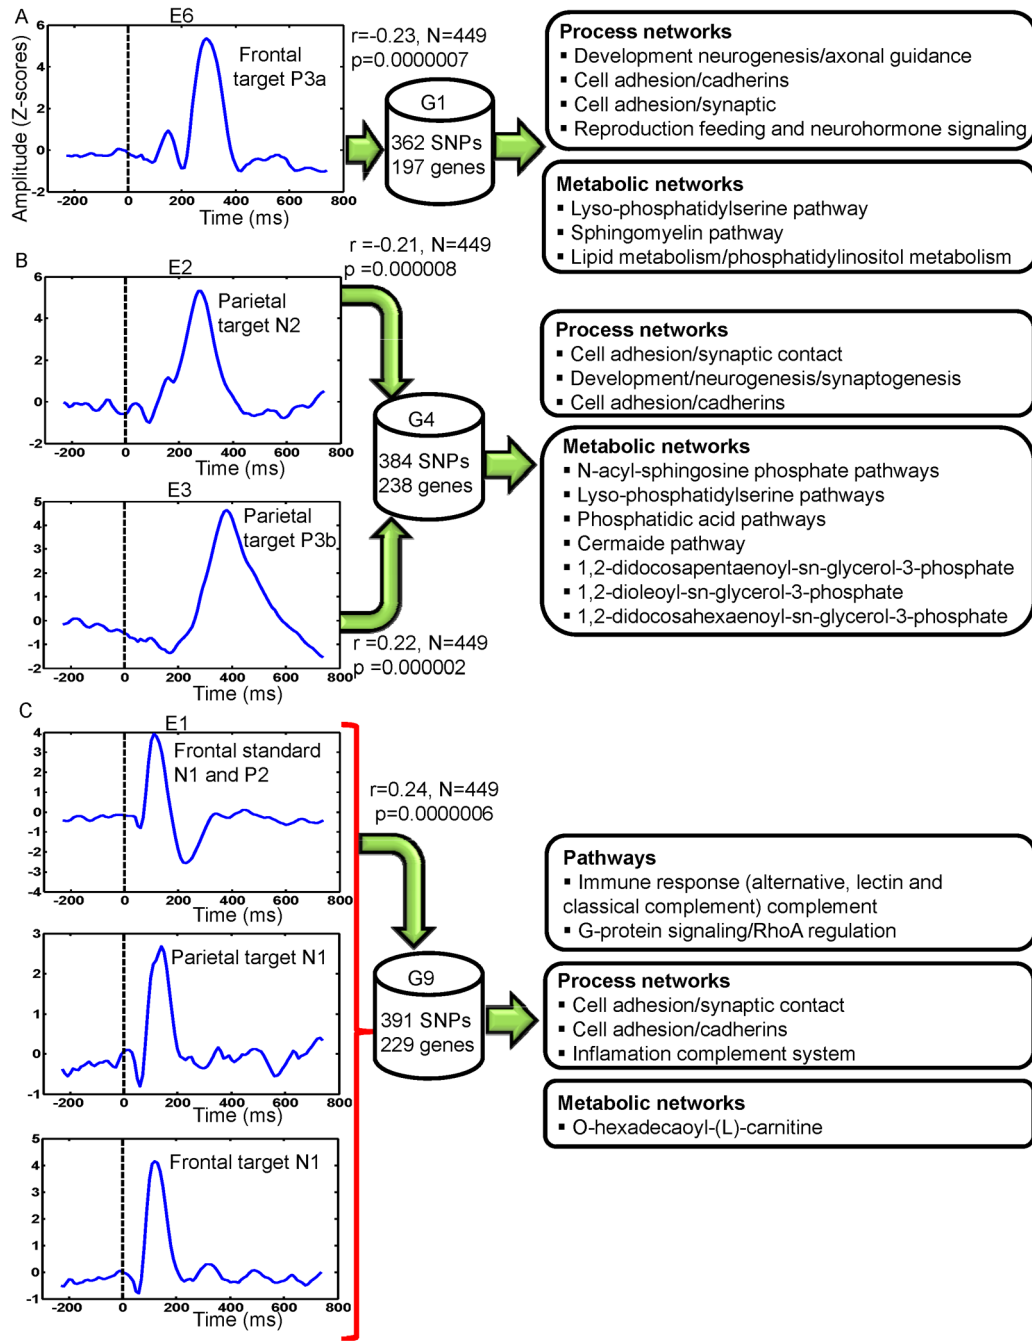 A
E6
Amplitude (Z-scores)
6
4
2
0
-2
Frontal
target P3a
-200 0 200 400 600 800
Time (ms)
r=-0.23, N=449
p=0.0000007
G1
362 SNPs
197 genes
Process networks
▪ Development neurogenesis/axonal guidance
▪ Cell adhesion/cadherins
▪ Cell adhesion/synaptic
▪ Reproduction feeding and neurohormone signaling
Metabolic networks
▪ Lyso-phosphatidylserine pathway
▪ Sphingomyelin pathway
▪ Lipid metabolism/phosphatidylinositol metabolism
B
E2
6
4
2
0
-2
Parietal
target N2
-200 0 200 400 600 800
r =-0.21, N=449
p =0.000008
E3
5
4
3
2
1
0
-1
-2
Parietal
target P3b
-200 0 200 400 600 800
Time (ms)
r =0.22, N=449
p =0.000002
G4
384 SNPs
238 genes
Process networks
▪ Cell adhesion/synaptic contact
▪ Development/neurogenesis/synaptogenesis
▪ Cell adhesion/cadherins
Metabolic networks
▪ N-acyl-sphingosine phosphate pathways
▪ Lyso-phosphatidylserine pathways
▪ Phosphatidic acid pathways
▪ Cermaide pathway
▪ 1,2-didocosapentaenoyl-sn-glycerol-3-phosphate
▪ 1,2-dioleoyl-sn-glycerol-3-phosphate
▪ 1,2-didocosahexaenoyl-sn-glycerol-3-phosphate
C
E1
4
3
2
1
0
-1
-2
-3
-4
Frontal standard
N1 and P2
-200 0 200 400 600 800
Time (ms)
3
2
1
0
-1
Parietal target N1
-200 0 200 400 600 800
Time (ms)
5
4
3
2
1
0
-1
Frontal target N1
-200 0 200 400 600 800
Time (ms)
r=0.24, N=449
p=0.0000006
G9
391 SNPs
229 genes
Pathways
▪ Immune response (alternative, lectin and
classical complement) complement
▪ G-protein signaling/RhoA regulation
Process networks
▪ Cell adhesion/synaptic contact
▪ Cell adhesion/cadherins
▪ Inflamation complement system
Metabolic networks
▪ O-hexadecaoyl-(L)-carnitine